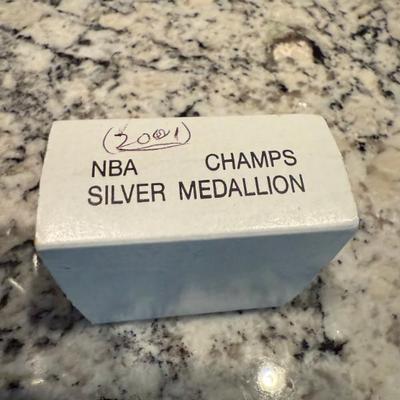 (2001)
NBA CHAMPS
SILVER MEDALLION